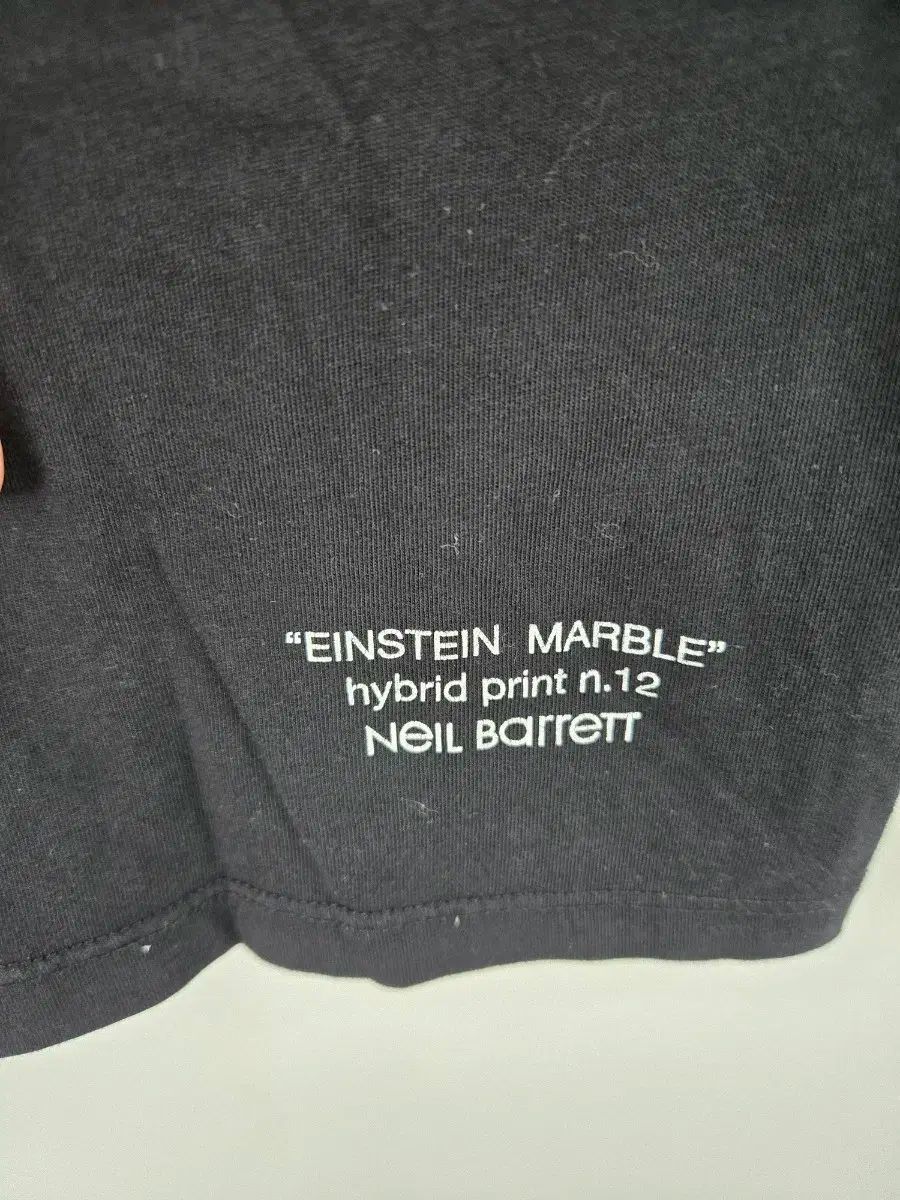 “EINSTEIN MARBLE”
hybrid print n.12
Neil Barrett